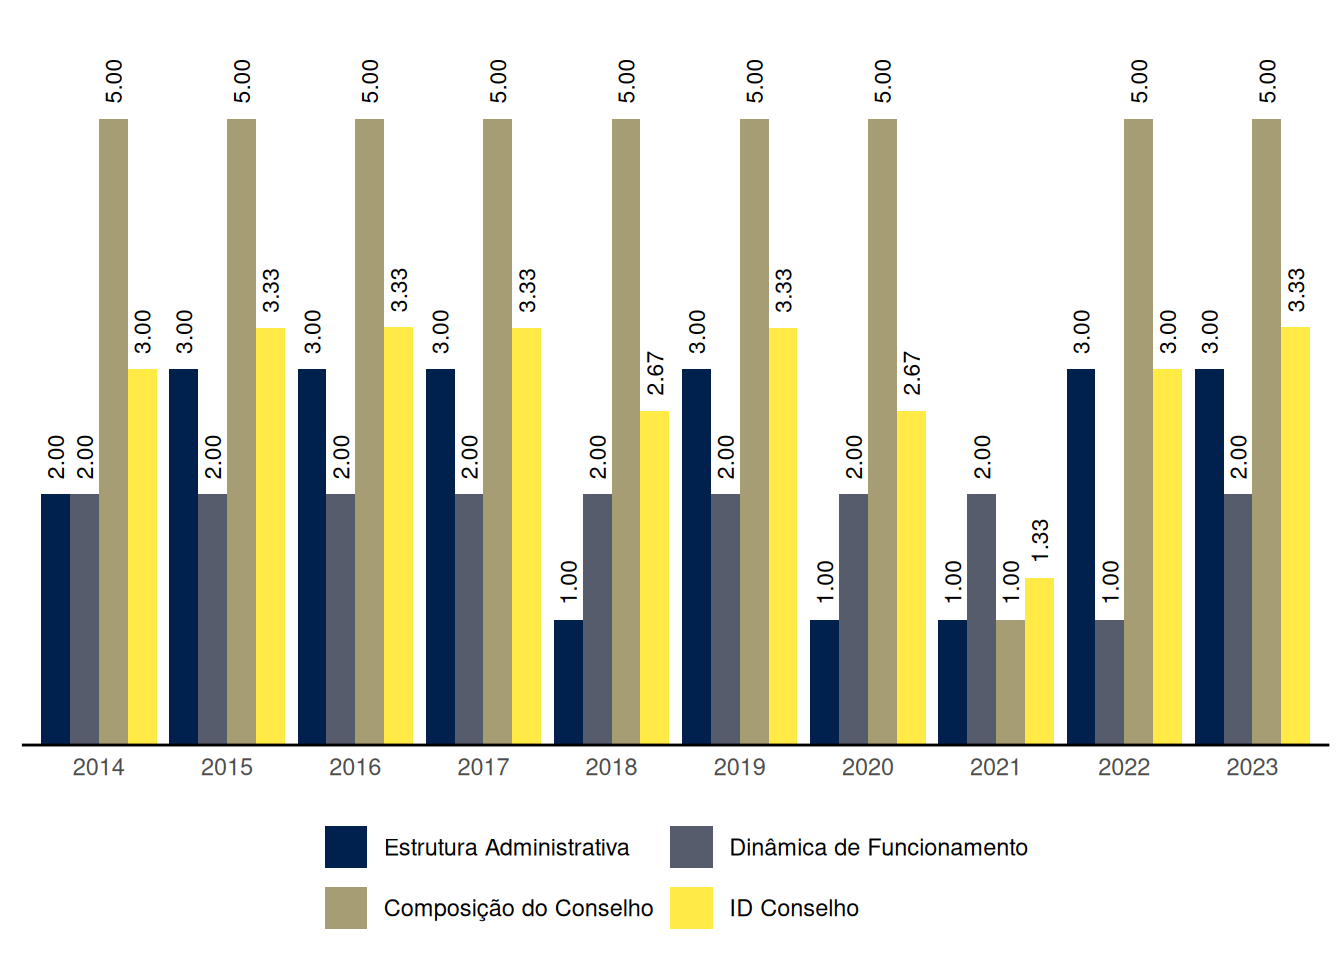 5.00 5.00 5.00 5.00 5.00 5.00 5.00 5.00 5.00
3.33 3.33 3.33 3.33 3.33
3.00 3.00 3.00 3.00 3.00 3.00 3.00 3.00
2.67 2.67
2.00 2.00 2.00 2.00 2.00 2.00 2.00 2.00 2.00 2.00
1.33
1.00 1.00 1.00 1.00 1.00
2014 2015 2016 2017 2018 2019 2020 2021 2022 2023
Estrutura Administrativa Dinâmica de Funcionamento
Composição do Conselho ID Conselho